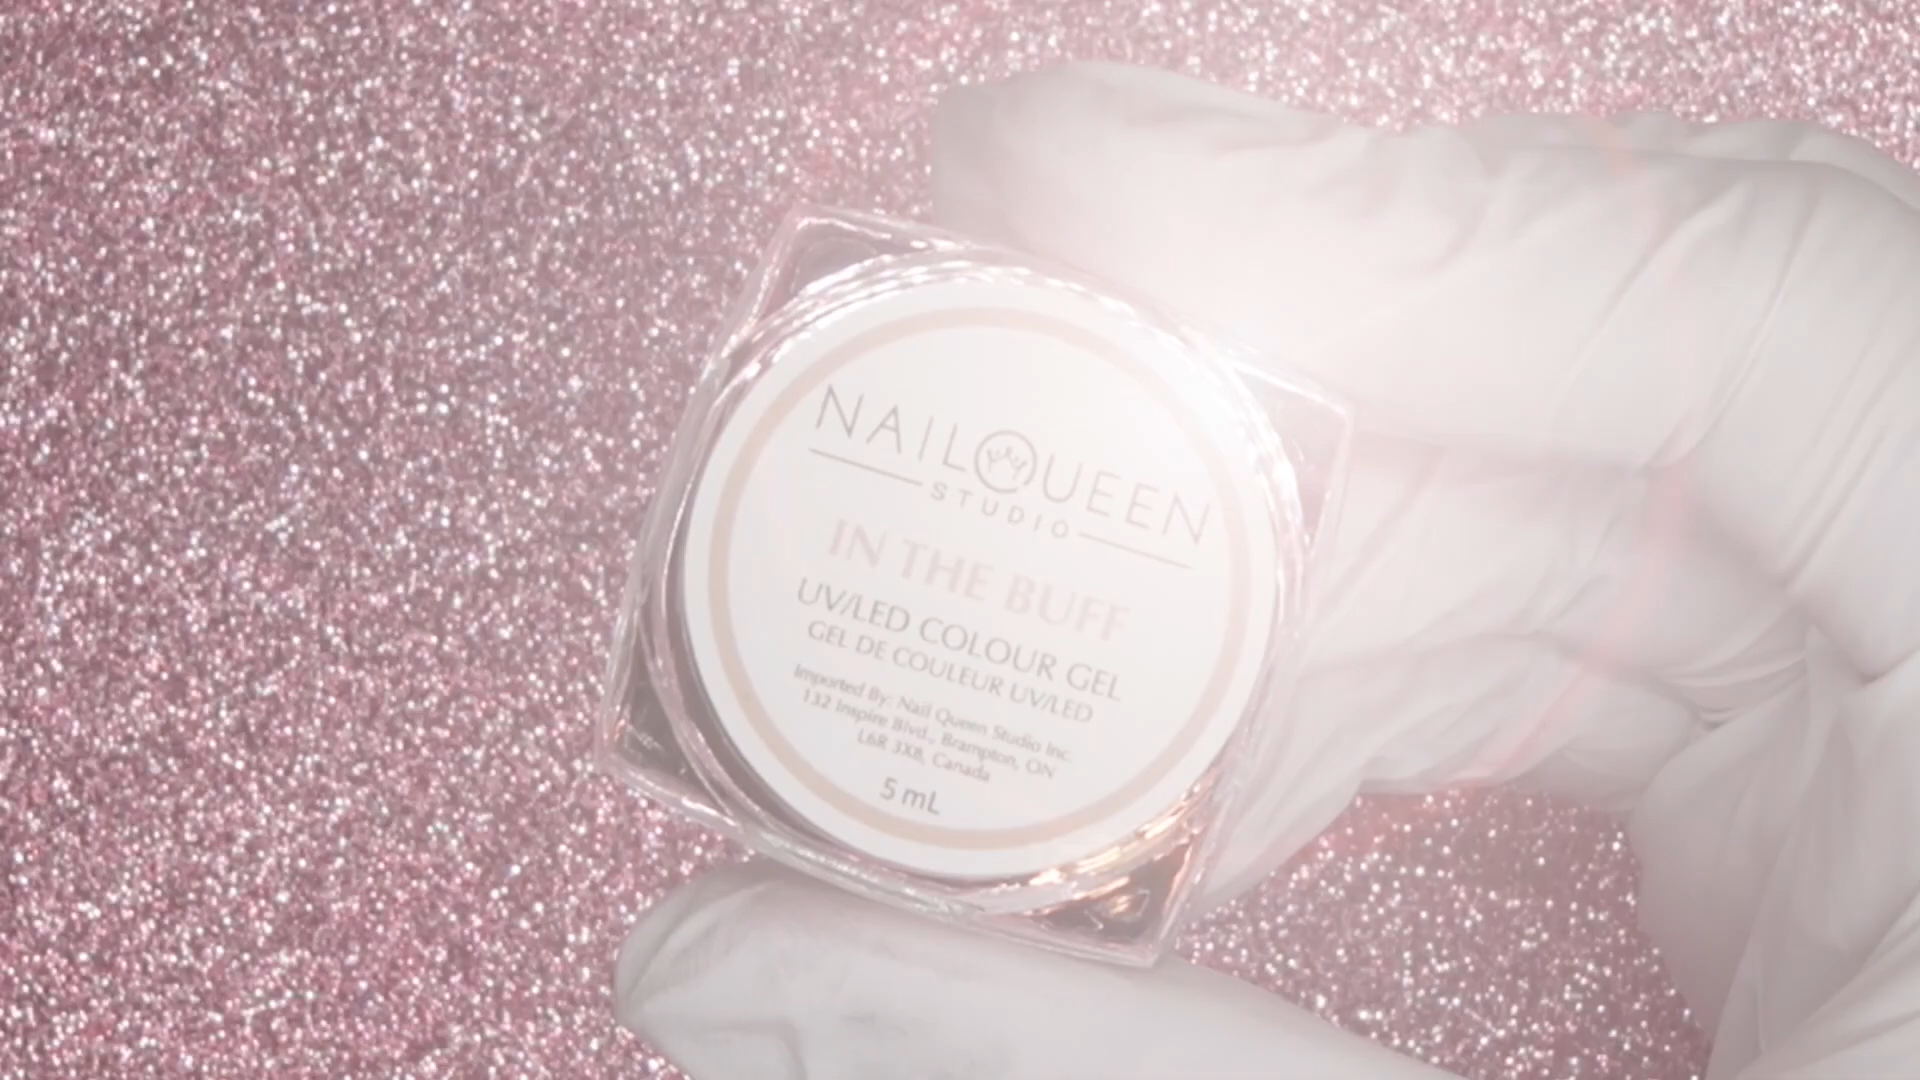 NAILQUEEN
STUDIO
IN THE BUFF
UV/LED COLOUR GEL
GEL DE COULEUR UV/LED
Imported By: Nail Queen Studio Inc.
132 Inspire Blvd., Brampton, ON
L6R 3X8, Canada
5 mL